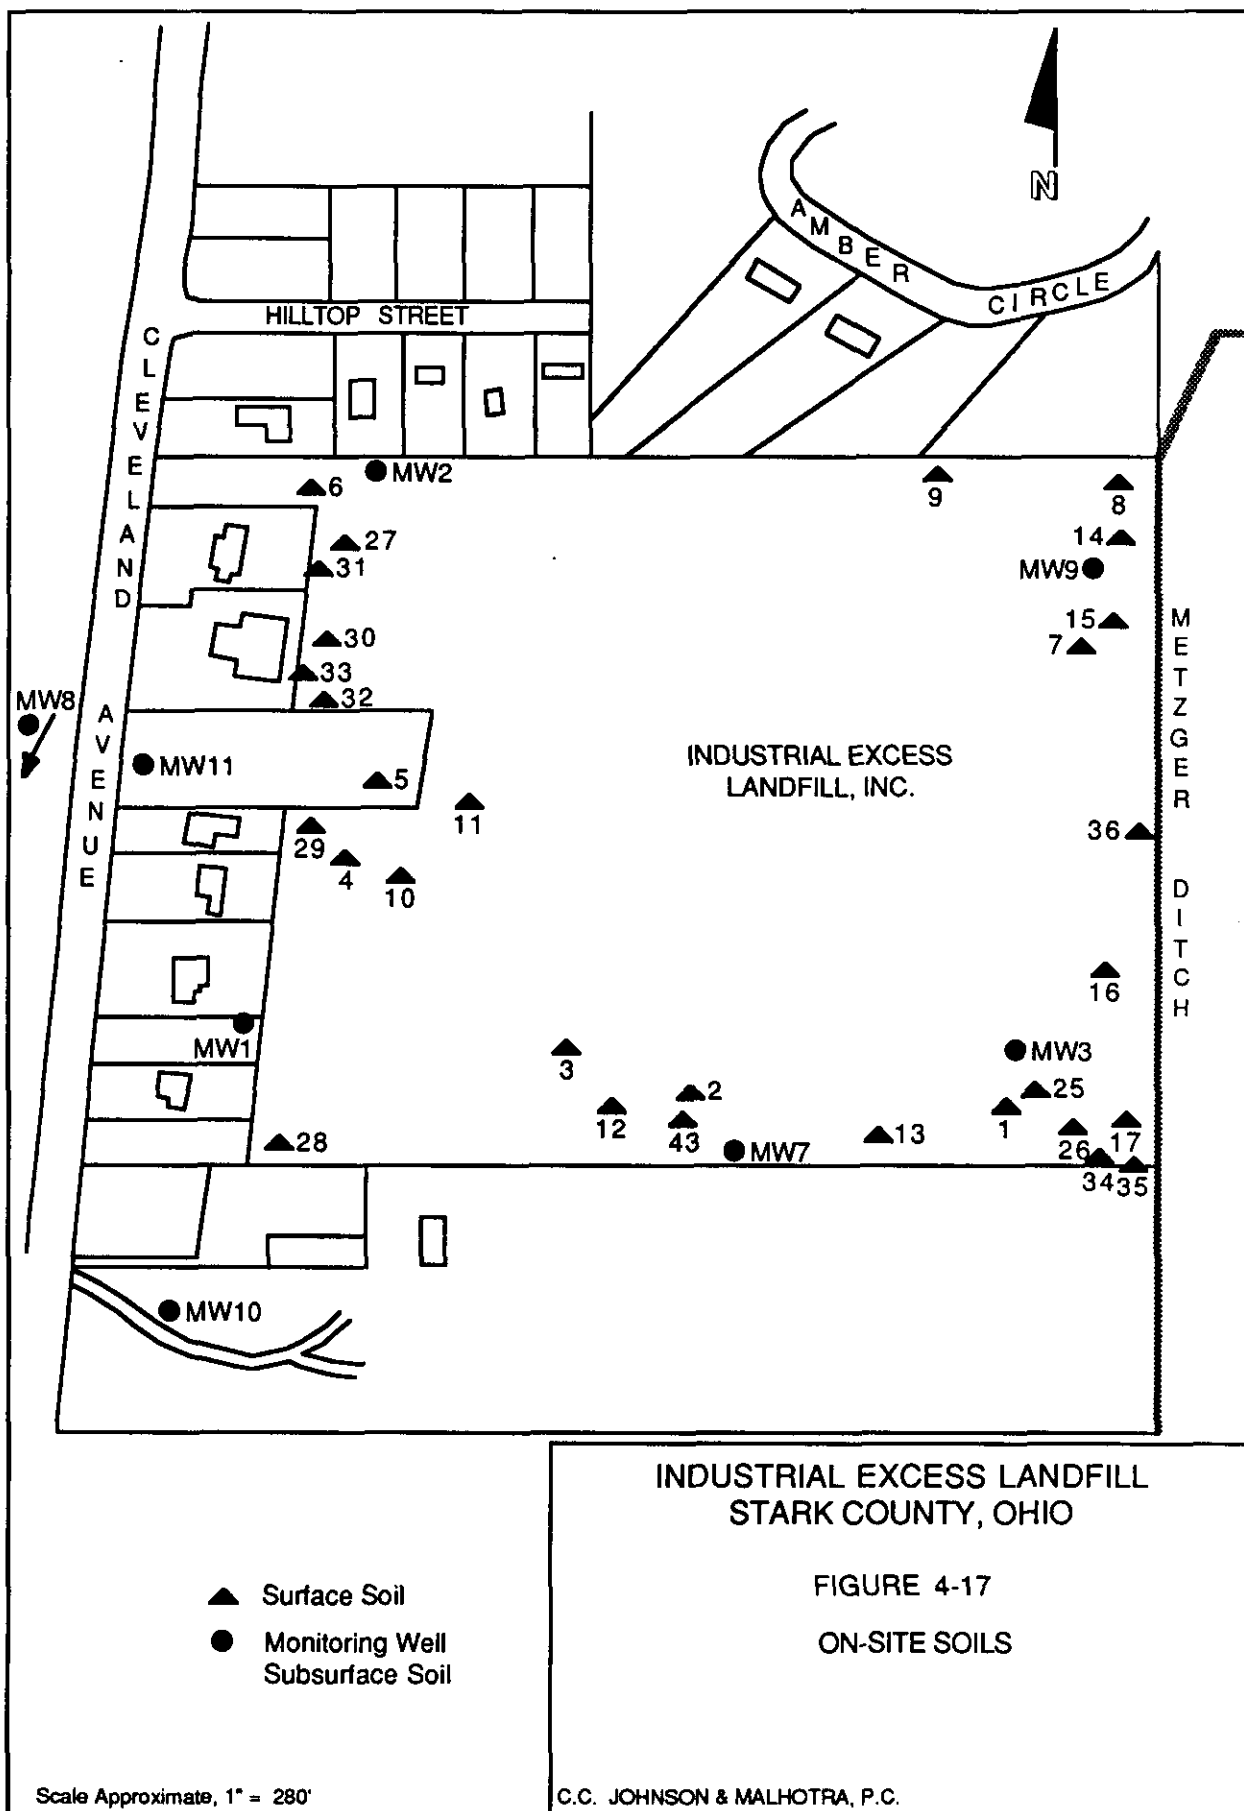 N
AMBER CIRCLE
HILLTOP STREET
CLEVELAND AVENUE
MW2
6
9
8
27
14
31
MW9
15
30
7
33
32
METZGER DITCH
MW8
MW11
5
INDUSTRIAL EXCESS
LANDFILL, INC.
11
36
29
4
10
16
MW1
3
MW3
2
25
12
43
1
13
28
MW7
26
17
34
35
MW10
INDUSTRIAL EXCESS LANDFILL
STARK COUNTY, OHIO
FIGURE 4-17
ON-SITE SOILS
Surface Soil
Monitoring Well
Subsurface Soil
Scale Approximate, 1" = 280'
C.C. JOHNSON & MALHOTRA, P.C.